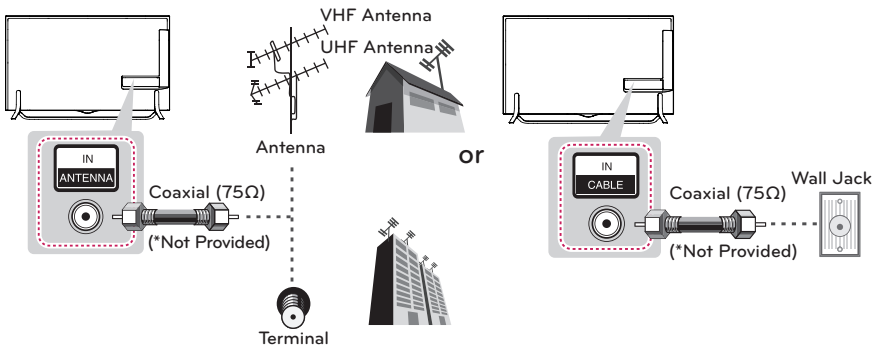 VHF Antenna
UHF Antenna
Antenna
IN
ANTENNA
Coaxial (75Ω)
(*Not Provided)
Terminal
or
IN
CABLE
Coaxial (75Ω)
(*Not Provided)
Wall Jack